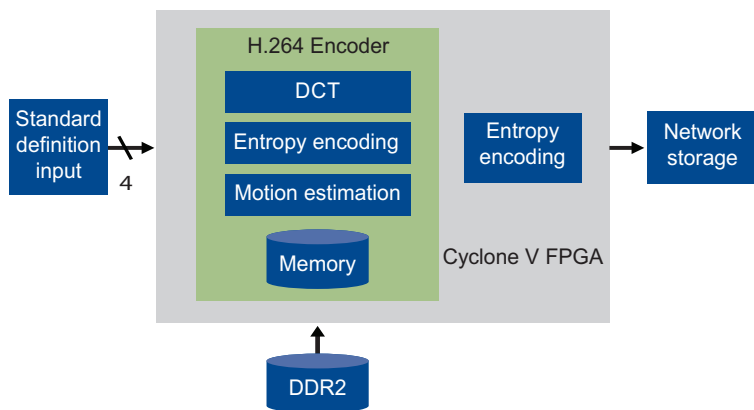 H.264 Encoder
DCT
Entropy encoding
Motion estimation
Memory
Standard
definition
input
4
Entropy
encoding
Network
storage
Cyclone V FPGA
DDR2